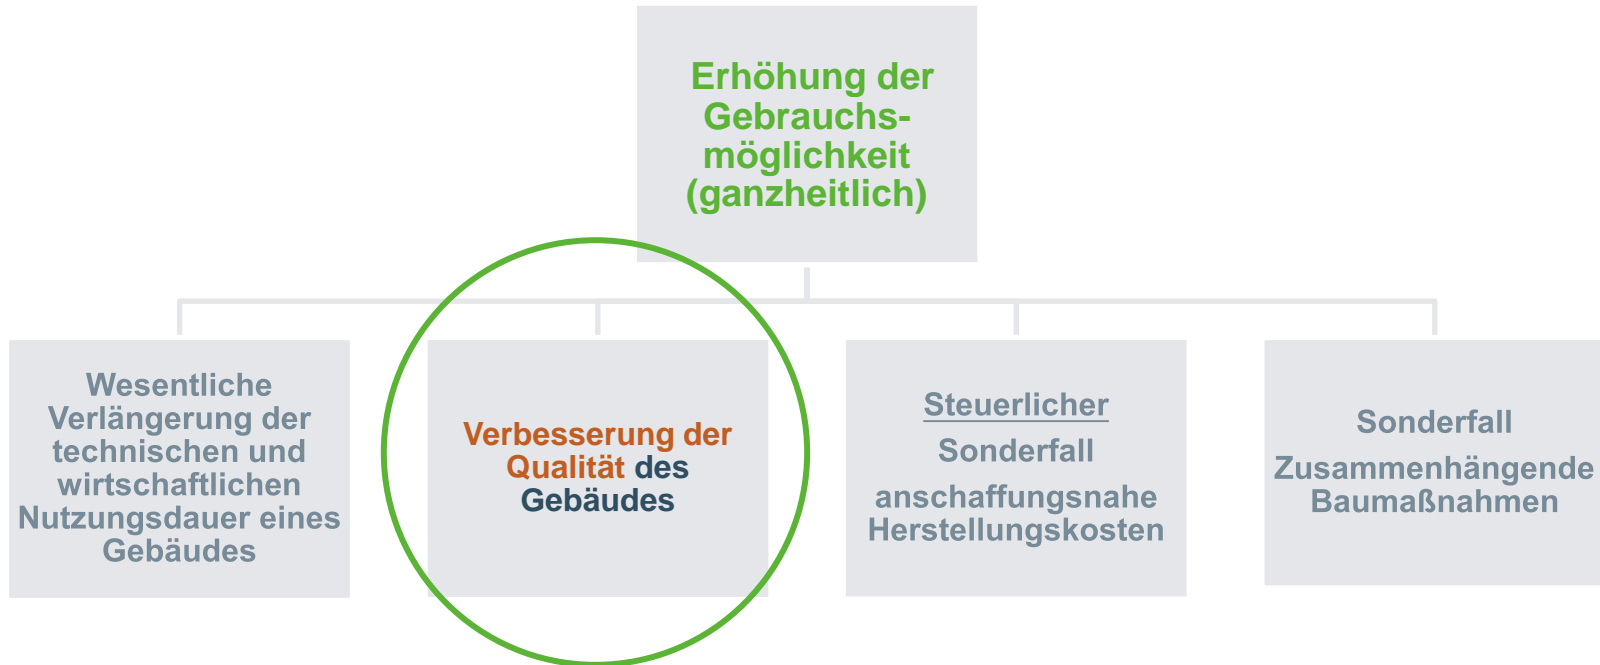 Erhöhung der
Gebrauchs-
möglichkeit
(ganzheitlich)
Wesentliche
Verlängerung der
technischen und
wirtschaftlichen
Nutzungsdauer eines
Gebäudes
Verbesserung der
Qualität des
Gebäudes
Steuerlicher
Sonderfall
anschaffungsnahe
Herstellungskosten
Sonderfall
Zusammenhängende
Baumaßnahmen